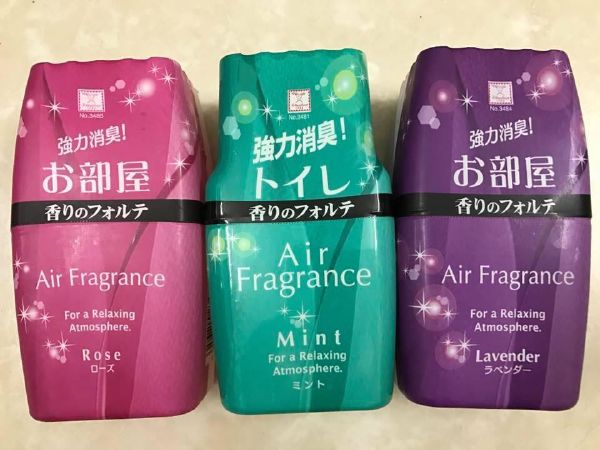 No.3485
強力消臭!
お部屋
香りのフォルテ
Air Fragrance
For a Relaxing
Atmosphere.
Rose
ローズ
No.3481
強力消臭!
トイレ
香りのフォルテ
Air
Fragrance
Mint
For a Relaxing
Atmosphere.
ミント
No.3484
強力消臭!
お部屋
香りのフォルテ
Air Fragrance
For a Relaxing
Atmosphere.
Lavender
ラベンダー